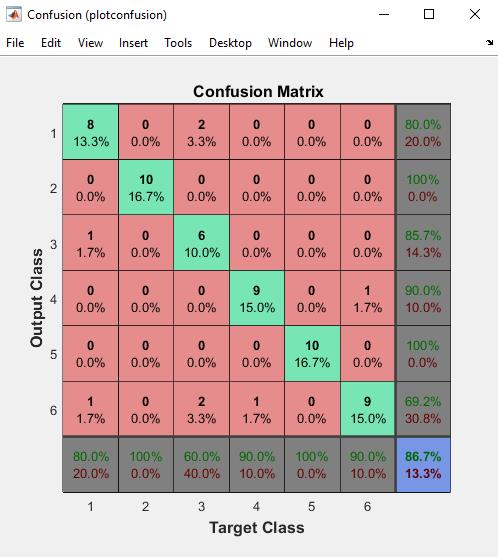 Confusion (plotconfusion)
File Edit View Insert Tools Desktop Window Help
Confusion Matrix
Output Class
1 8 0 2 0 0 0 80.0%
13.3% 0.0% 3.3% 0.0% 0.0% 0.0% 20.0%
2 0 10 0 0 0 0 100%
0.0% 16.7% 0.0% 0.0% 0.0% 0.0% 0.0%
3 1 0 6 0 0 0 85.7%
1.7% 0.0% 10.0% 0.0% 0.0% 0.0% 14.3%
4 0 0 0 9 0 1 90.0%
0.0% 0.0% 0.0% 15.0% 0.0% 1.7% 10.0%
5 0 0 0 0 10 0 100%
0.0% 0.0% 0.0% 0.0% 16.7% 0.0% 0.0%
6 1 0 2 1 0 9 69.2%
1.7% 0.0% 3.3% 1.7% 0.0% 15.0% 30.8%
80.0% 100% 60.0% 90.0% 100% 90.0% 86.7%
20.0% 0.0% 40.0% 10.0% 0.0% 10.0% 13.3%
1 2 3 4 5 6
Target Class